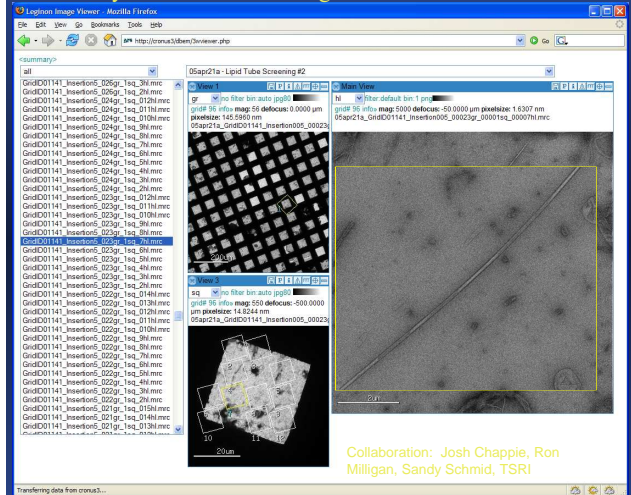 Leginon Image Viewer - Mozilla Firefox
File Edit View Go Bookmarks Tools Help
http://cronus3/dbem/3wviewer.php
Go
<summary>
all
05apr21a - Lipid Tube Screening #2
GridID01141_Insertion5_026gr_1sq_3hl.mrc
GridID01141_Insertion5_026gr_1sq_2hl.mrc
GridID01141_Insertion5_024gr_1sq_012hl.mrc
GridID01141_Insertion5_024gr_1sq_011hl.mrc
GridID01141_Insertion5_024gr_1sq_010hl.mrc
GridID01141_Insertion5_024gr_1sq_9hl.mrc
GridID01141_Insertion5_024gr_1sq_8hl.mrc
GridID01141_Insertion5_024gr_1sq_7hl.mrc
GridID01141_Insertion5_024gr_1sq_6hl.mrc
GridID01141_Insertion5_024gr_1sq_5hl.mrc
GridID01141_Insertion5_024gr_1sq_4hl.mrc
GridID01141_Insertion5_024gr_1sq_3hl.mrc
GridID01141_Insertion5_024gr_1sq_2hl.mrc
GridID01141_Insertion5_023gr_1sq_012hl.mrc
GridID01141_Insertion5_023gr_1sq_011hl.mrc
GridID01141_Insertion5_023gr_1sq_010hl.mrc
GridID01141_Insertion5_023gr_1sq_9hl.mrc
GridID01141_Insertion5_023gr_1sq_8hl.mrc
GridID01141_Insertion5_023gr_1sq_7hl.mrc
GridID01141_Insertion5_023gr_1sq_6hl.mrc
GridID01141_Insertion5_023gr_1sq_5hl.mrc
GridID01141_Insertion5_023gr_1sq_4hl.mrc
GridID01141_Insertion5_023gr_1sq_3hl.mrc
GridID01141_Insertion5_023gr_1sq_2hl.mrc
GridID01141_Insertion5_022gr_1sq_014hl.mrc
GridID01141_Insertion5_022gr_1sq_013hl.mrc
GridID01141_Insertion5_022gr_1sq_012hl.mrc
GridID01141_Insertion5_022gr_1sq_011hl.mrc
GridID01141_Insertion5_022gr_1sq_010hl.mrc
GridID01141_Insertion5_022gr_1sq_9hl.mrc
GridID01141_Insertion5_022gr_1sq_8hl.mrc
GridID01141_Insertion5_022gr_1sq_7hl.mrc
GridID01141_Insertion5_022gr_1sq_6hl.mrc
GridID01141_Insertion5_022gr_1sq_5hl.mrc
GridID01141_Insertion5_022gr_1sq_4hl.mrc
GridID01141_Insertion5_022gr_1sq_3hl.mrc
GridID01141_Insertion5_022gr_1sq_2hl.mrc
GridID01141_Insertion5_021gr_1sq_015hl.mrc
GridID01141_Insertion5_021gr_1sq_014hl.mrc
GridID01141_Insertion5_021gr_1sq_013hl.mrc
View 1
gr no filter bin:auto jpg80
grid# 96 info» mag: 56 defocus: 0.0000 µm
pixelsize: 145.5960 nm
05apr21a_GridID01141_Insertion005_00023g
200um
View 3
sq no filter bin:auto jpg80
grid# 96 info» mag: 550 defocus: -500.0000
µm pixelsize: 14.8244 nm
05apr21a_GridID01141_Insertion005_00023g
10 11 12
20um
Main View
hl filter:default bin:1 png
grid# 96 info» mag: 5000 defocus: -50.0000 µm pixelsize: 1.6307 nm
05apr21a_GridID01141_Insertion005_00023gr_00001sq_00007hl.mrc
2um
Collaboration: Josh Chappie, Ron
Milligan, Sandy Schmid, TSRI
Transferring data from cronus3...